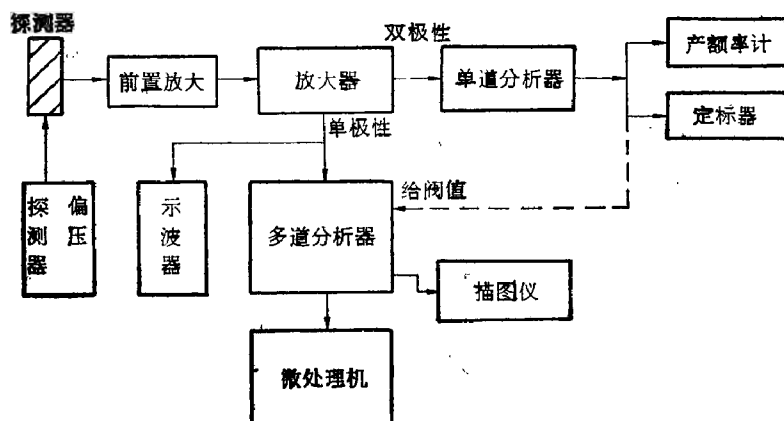 探测器
双极性
产额率计
前置放大
放大器
单道分析器
定标器
单极性
给阀值
探测器
偏压
示波器
多道分析器
描图仪
微处理机